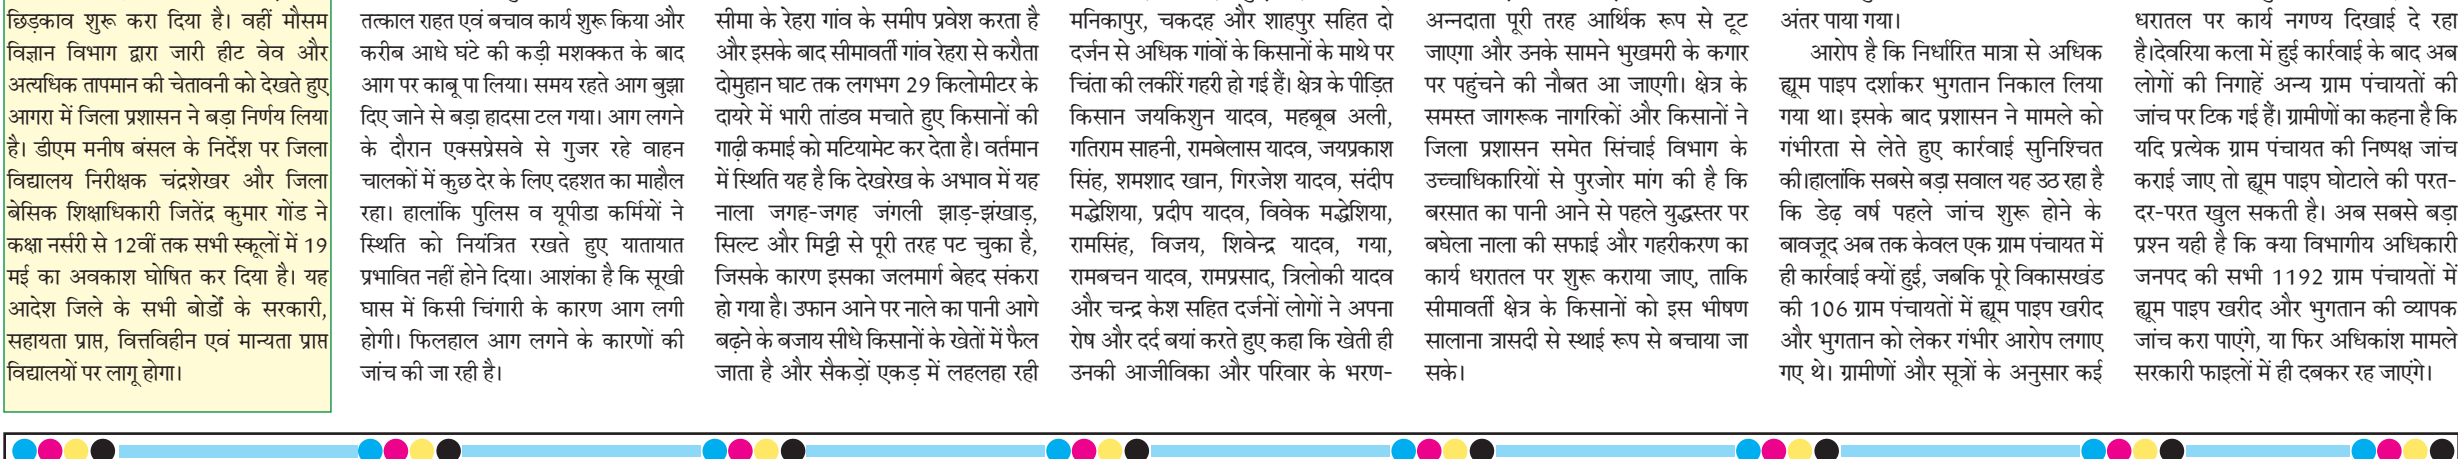 छिड़काव शुरू करा दिया है। वहीं मौसम
विज्ञान विभाग द्वारा जारी हीट वेव और
अत्यधिक तापमान की चेतावनी को देखते हुए
आगरा में जिला प्रशासन ने बड़ा निर्णय लिया
है। डीएम मनीष बंसल के निर्देश पर जिला
विद्यालय निरीक्षक चंद्रशेखर और जिला
बेसिक शिक्षाधिकारी जितेंद्र कुमार गोंड ने
कक्षा नर्सरी से 12वीं तक सभी स्कूलों में 19
मई का अवकाश घोषित कर दिया है। यह
आदेश जिले के सभी बोर्डों के सरकारी,
सहायता प्राप्त, वित्तविहीन एवं मान्यता प्राप्त
विद्यालयों पर लागू होगा।
तत्काल राहत एवं बचाव कार्य शुरू किया और
करीब आधे घंटे की कड़ी मशक्कत के बाद
आग पर काबू पा लिया। समय रहते आग बुझा
दिए जाने से बड़ा हादसा टल गया। आग लगने
के दौरान एक्सप्रेसवे से गुजर रहे वाहन
चालकों में कुछ देर के लिए दहशत का माहौल
रहा। हालांकि पुलिस व यूपीडा कर्मियों ने
स्थिति को नियंत्रित रखते हुए यातायात
प्रभावित नहीं होने दिया। आशंका है कि सूखी
घास में किसी चिंगारी के कारण आग लगी
होगी। फिलहाल आग लगने के कारणों की
जांच की जा रही है।
सीमा के रेहरा गांव के समीप प्रवेश करता है
और इसके बाद सीमावर्ती गांव रेहरा से करौता
दोमुहान घाट तक लगभग 29 किलोमीटर के
दायरे में भारी तांडव मचाते हुए किसानों की
गाढ़ी कमाई को मटियामेट कर देता है। वर्तमान
में स्थिति यह है कि देखरेख के अभाव में यह
नाला जगह-जगह जंगली झाड़-झंखाड़,
सिल्ट और मिट्टी से पूरी तरह पट चुका है,
जिसके कारण इसका जलमार्ग बेहद संकरा
हो गया है। उफान आने पर नाले का पानी आगे
बढ़ने के बजाय सीधे किसानों के खेतों में फैल
जाता है और सैकड़ों एकड़ में लहलहा रही
मनिकापुर, चकदह और शाहपुर सहित दो
दर्जन से अधिक गांवों के किसानों के माथे पर
चिंता की लकीरें गहरी हो गई हैं। क्षेत्र के पीड़ित
किसान जयकिशुन यादव, महबूब अली,
गतिराम साहनी, रामबेलास यादव, जयप्रकाश
सिंह, शमशाद खान, गिरजेश यादव, संदीप
मद्धेशिया, प्रदीप यादव, विवेक मद्धेशिया,
रामसिंह, विजय, शिवेन्द्र यादव, गया,
रामबचन यादव, रामप्रसाद, त्रिलोकी यादव
और चन्द्र केश सहित दर्जनों लोगों ने अपना
रोष और दर्द बयां करते हुए कहा कि खेती ही
उनकी आजीविका और परिवार के भरण-
अन्नदाता पूरी तरह आर्थिक रूप से टूट
जाएगा और उनके सामने भुखमरी के कगार
पर पहुंचने की नौबत आ जाएगी। क्षेत्र के
समस्त जागरूक नागरिकों और किसानों ने
जिला प्रशासन समेत सिंचाई विभाग के
उच्चाधिकारियों से पुरजोर मांग की है कि
बरसात का पानी आने से पहले युद्धस्तर पर
बघेला नाला की सफाई और गहरीकरण का
कार्य धरातल पर शुरू कराया जाए, ताकि
सीमावर्ती क्षेत्र के किसानों को इस भीषण
सालाना त्रासदी से स्थाई रूप से बचाया जा
सके।
अंतर पाया गया।
आरोप है कि निर्धारित मात्रा से अधिक
ह्यूम पाइप दर्शाकर भुगतान निकाल लिया
गया था। इसके बाद प्रशासन ने मामले को
गंभीरता से लेते हुए कार्रवाई सुनिश्चित
की।हालांकि सबसे बड़ा सवाल यह उठ रहा है
कि डेढ़ वर्ष पहले जांच शुरू होने के
बावजूद अब तक केवल एक ग्राम पंचायत में
ही कार्रवाई क्यों हुई, जबकि पूरे विकासखंड
की 106 ग्राम पंचायतों में ह्यूम पाइप खरीद
और भुगतान को लेकर गंभीर आरोप लगाए
गए थे। ग्रामीणों और सूत्रों के अनुसार कई
धरातल पर कार्य नगण्य दिखाई दे रहा
है।देवरिया कला में हुई कार्रवाई के बाद अब
लोगों की निगाहें अन्य ग्राम पंचायतों की
जांच पर टिक गई हैं। ग्रामीणों का कहना है कि
यदि प्रत्येक ग्राम पंचायत की निष्पक्ष जांच
कराई जाए तो ह्यूम पाइप घोटाले की परत-
दर-परत खुल सकती है। अब सबसे बड़ा
प्रश्न यही है कि क्या विभागीय अधिकारी
जनपद की सभी 1192 ग्राम पंचायतों में
ह्यूम पाइप खरीद और भुगतान की व्यापक
जांच करा पाएंगे, या फिर अधिकांश मामले
सरकारी फाइलों में ही दबकर रह जाएंगे।